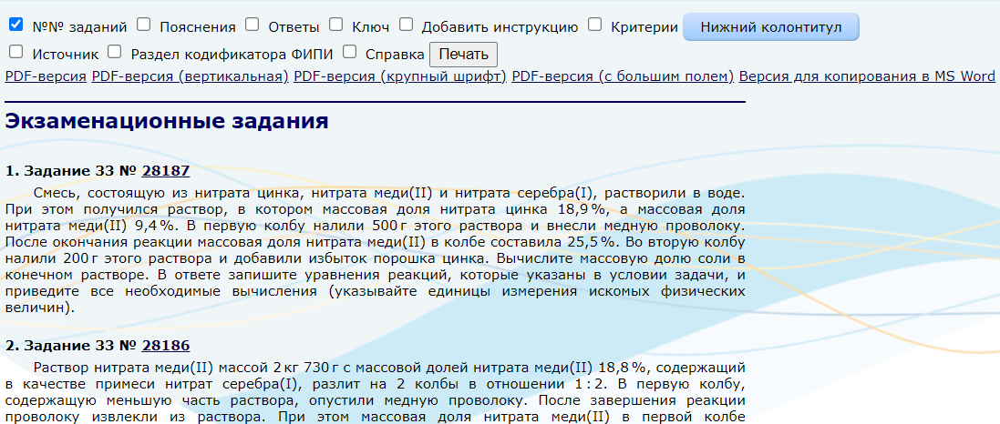 №№ заданий Пояснения Ответы Ключ Добавить инструкцию Критерии Нижний колонтитул
Источник Раздел кодификатора ФИПИ Справка Печать
PDF-версия PDF-версия (вертикальная) PDF-версия (крупный шрифт) PDF-версия (с большим полем) Версия для копирования в MS Word
Экзаменационные задания
1. Задание 33 № 28187
Смесь, состоящую из нитрата цинка, нитрата меди(II) и нитрата серебра(I), растворили в воде.
При этом получился раствор, в котором массовая доля нитрата цинка 18,9 %, а массовая доля
нитрата меди(II) 9,4 %. В первую колбу налили 500 г этого раствора и внесли медную проволоку.
После окончания реакции массовая доля нитрата меди(II) в колбе составила 25,5 %. Во вторую колбу
налили 200 г этого раствора и добавили избыток порошка цинка. Вычислите массовую долю соли в
конечном растворе. В ответе запишите уравнения реакций, которые указаны в условии задачи, и
приведите все необходимые вычисления (указывайте единицы измерения искомых физических
величин).
2. Задание 33 № 28186
Раствор нитрата меди(II) массой 2 кг 730 г с массовой долей нитрата меди(II) 18,8 %, содержащий
в качестве примеси нитрат серебра(I), разлит на 2 колбы в отношении 1 : 2. В первую колбу,
содержащую меньшую часть раствора, опустили медную проволоку. После завершения реакции
проволоку извлекли из раствора. При этом массовая доля нитрата меди(II) в первой колбе